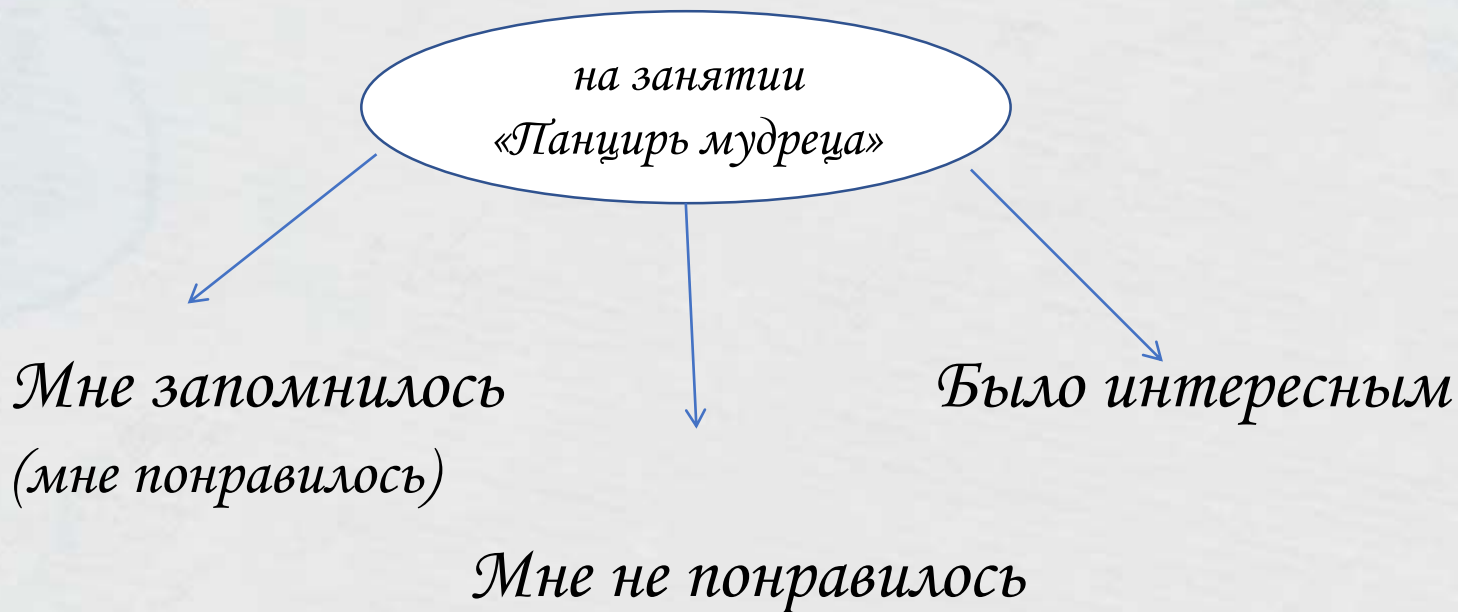 на занятии
«Панцирь мудреца»
Мне запомнилось
(мне понравилось)
Было интересным
Мне не понравилось